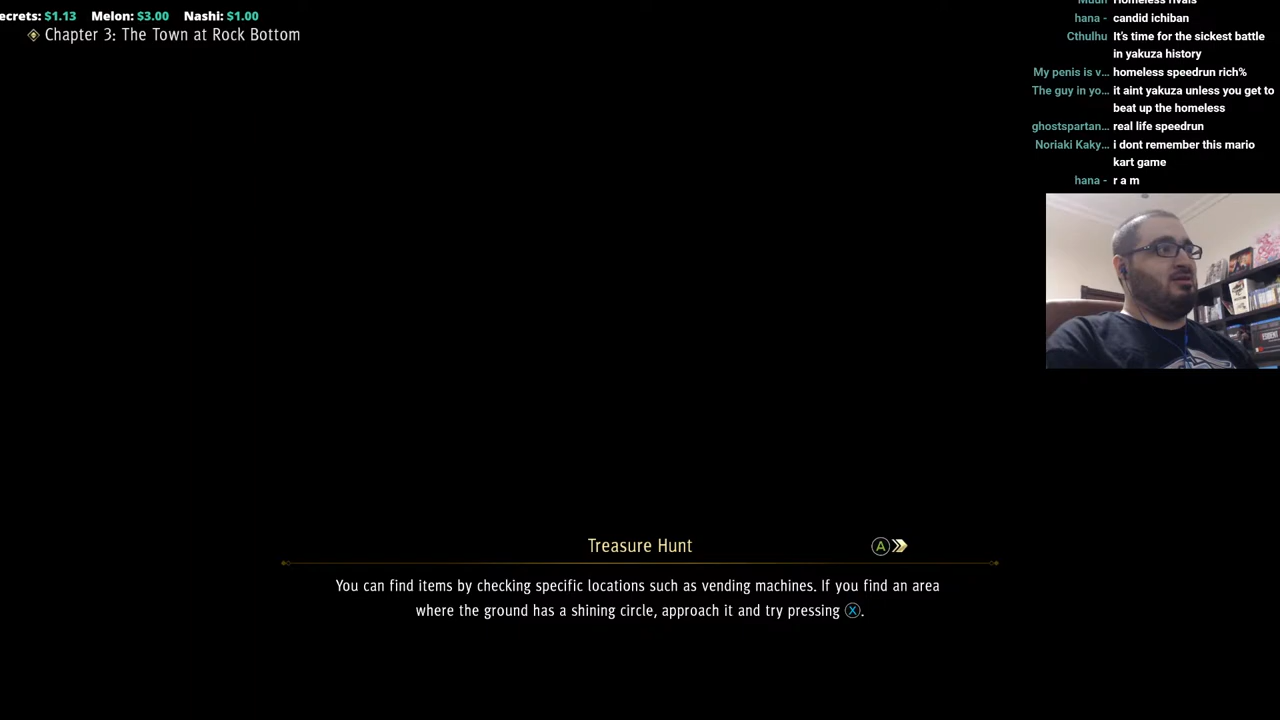 ecrets: $1.13 Melon: $3.00 Nashi: $1.00
Chapter 3: The Town at Rock Bottom
hana - candid ichiban
Cthulhu It's time for the sickest battle
in yakuza history
My penis is v... homeless speedrun rich%
The guy in yo... it aint yakuza unless you get to
beat up the homeless
ghostspartan... real life speedrun
Noriaki Kaky... i dont remember this mario
kart game
hana - r a m
Treasure Hunt
A
You can find items by checking specific locations such as vending machines. If you find an area
where the ground has a shining circle, approach it and try pressing X.